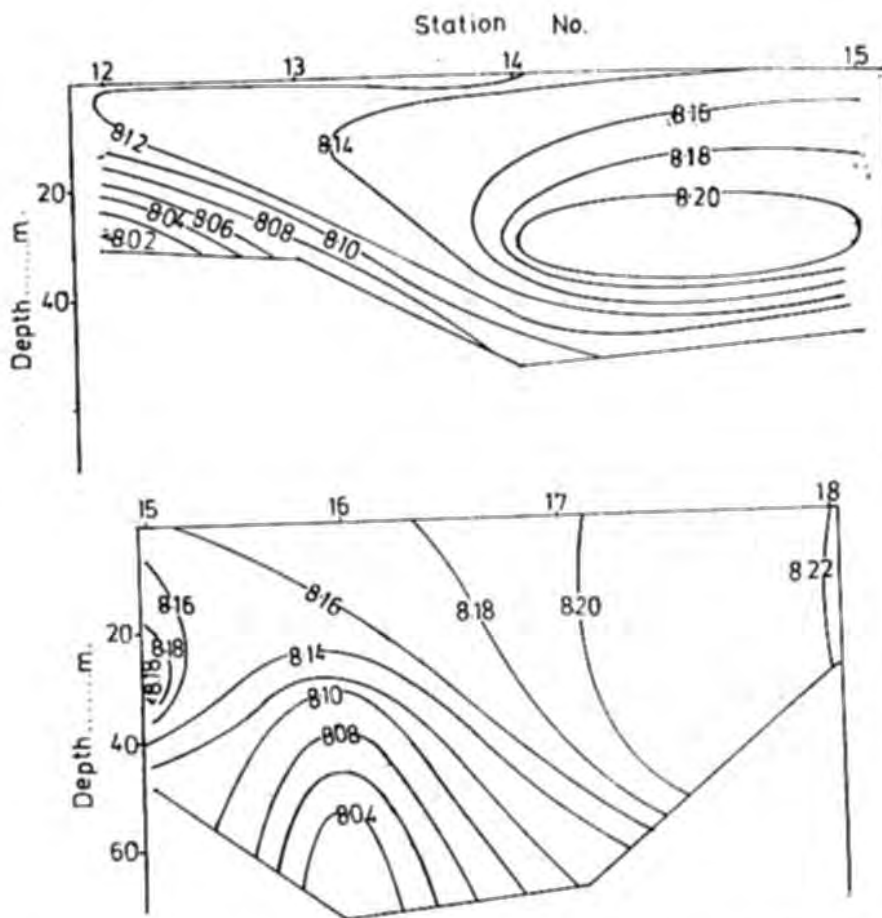 Station No.
12 13 14 15
8.12 8.14 8.16
8.18
8.20
8.04 8.06 8.08 8.10
8.02
20
40
Depth........m.
15 16 17 18
8.16 8.16 8.18 8.20 8.22
20
8.18 8.14
8.18 8.10
40
8.08
8.04
60
Depth........m.